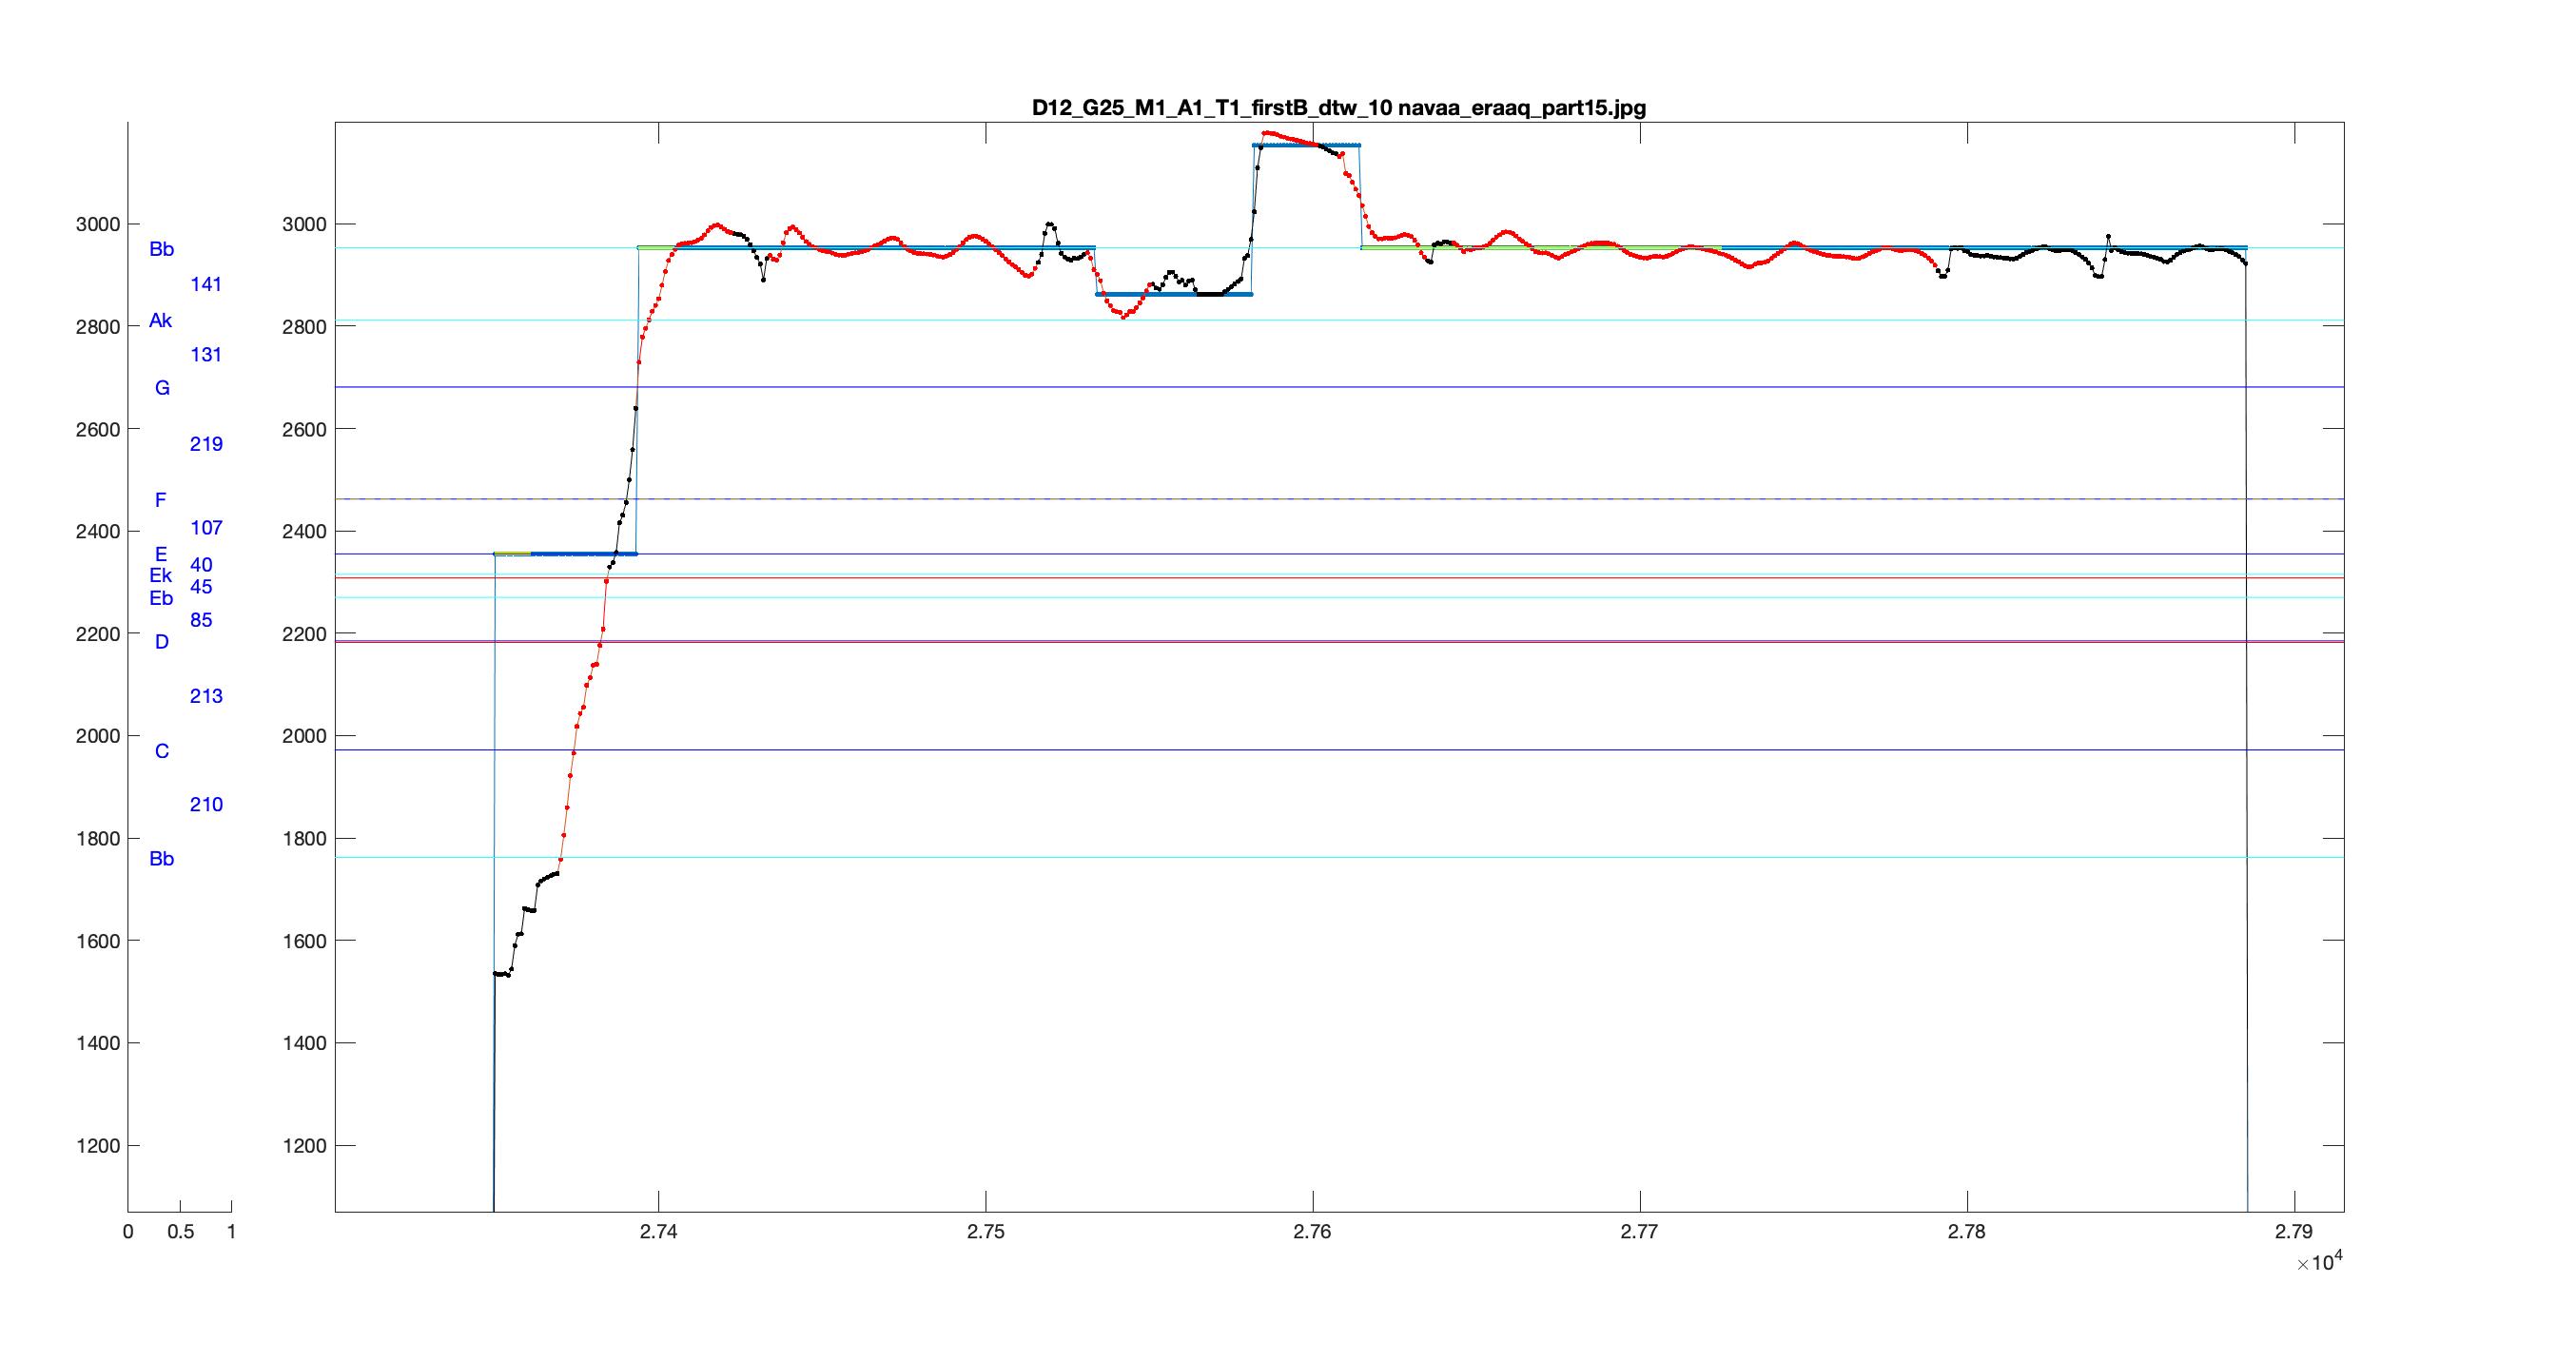 D12_G25_M1_A1_T1_firstB_dtw_10 navaa_eraaq_part15.jpg
3000 3000
Bb
141
Ak
2800 2800
131
G
219
2600 2600
F
107
2400 2400
E
40
Ek
45
Eb
85
2200 2200
D
213
2000 2000
C
210
1800 1800
Bb
1600 1600
1400 1400
1200 1200
0 0.5 1 2.74 2.75 2.76 2.77 2.78 2.79
×10^4